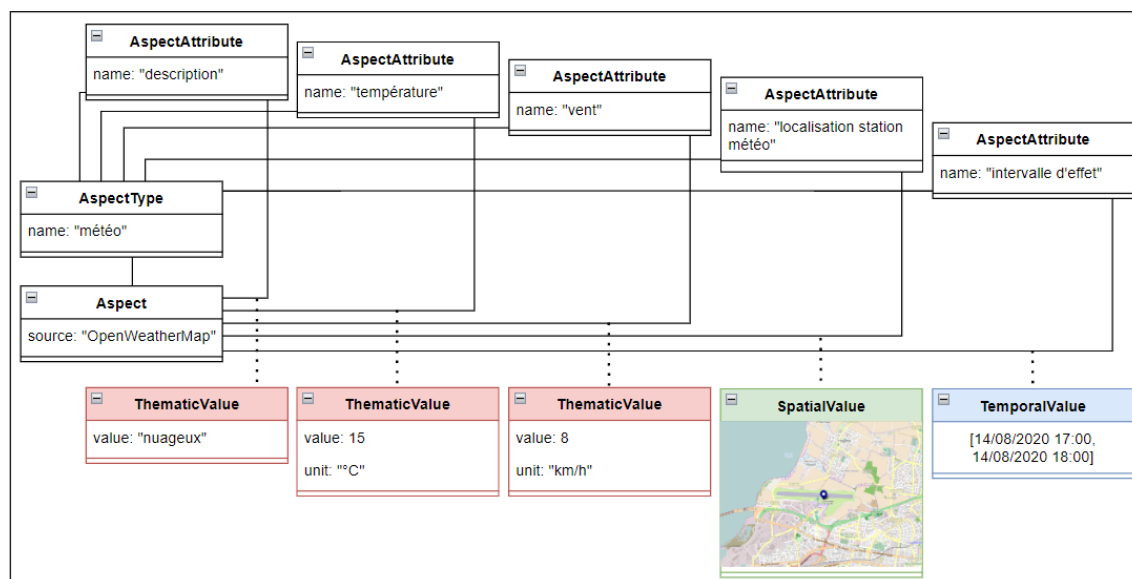 AspectAttribute
name: "description"
AspectAttribute
name: "température"
AspectAttribute
name: "vent"
AspectAttribute
name: "localisation station
météo"
AspectAttribute
name: "intervalle d'effet"
AspectType
name: "météo"
Aspect
source: "OpenWeatherMap"
ThematicValue
value: "nuageux"
ThematicValue
value: 15
unit: "°C"
ThematicValue
value: 8
unit: "km/h"
SpatialValue
TemporalValue
[14/08/2020 17:00,
14/08/2020 18:00]